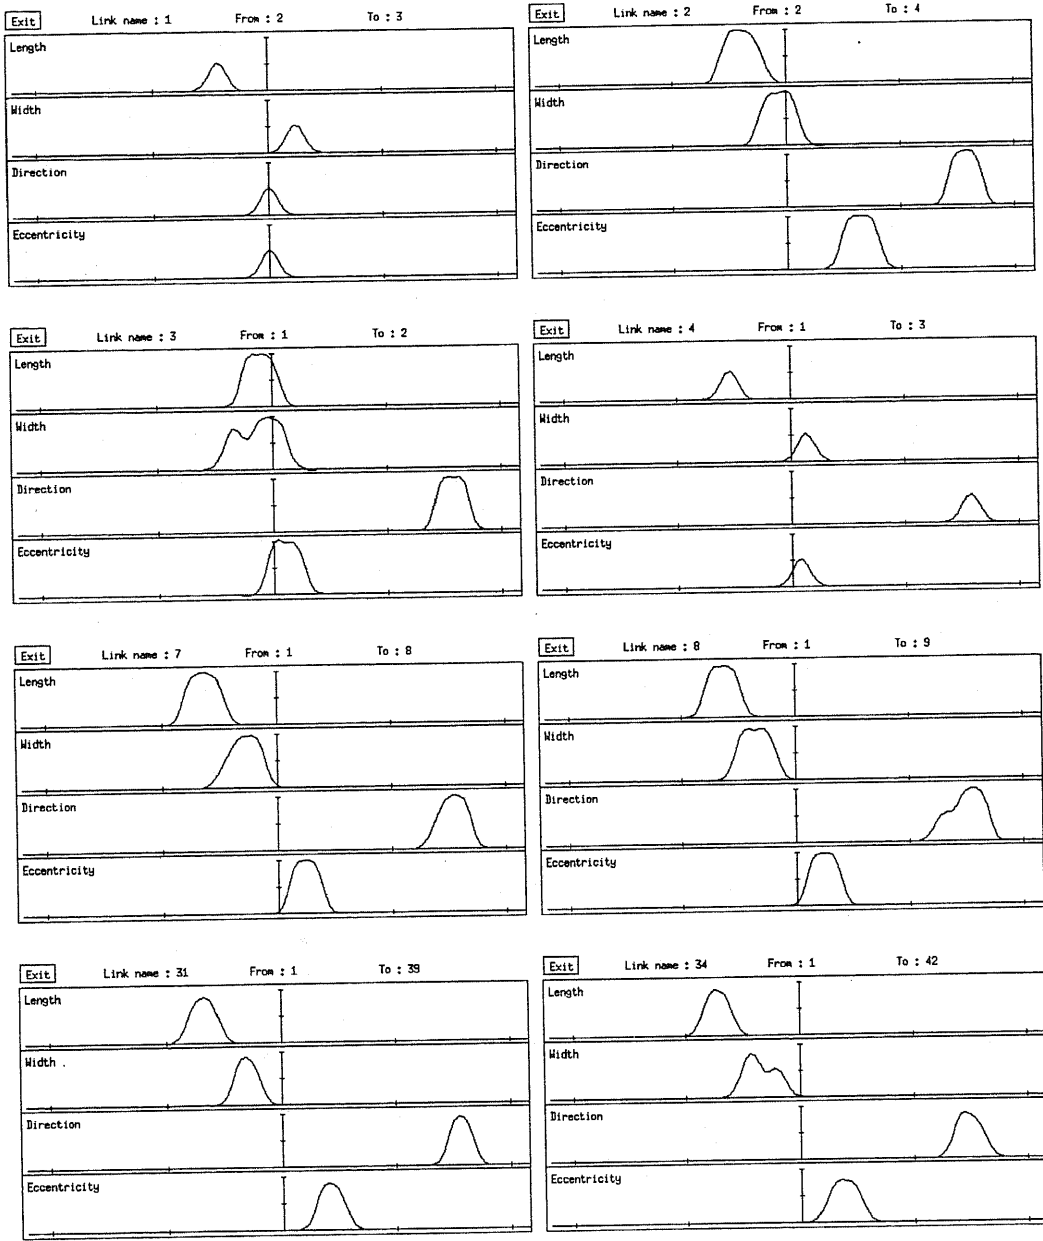 Exit Link name : 1 From : 2 To : 3
Length
Width
Direction
Eccentricity
Exit Link name : 2 From : 2 To : 4
Length
Width
Direction
Eccentricity
Exit Link name : 3 From : 1 To : 2
Length
Width
Direction
Eccentricity
Exit Link name : 4 From : 1 To : 3
Length
Width
Direction
Eccentricity
Exit Link name : 7 From : 1 To : 8
Length
Width
Direction
Eccentricity
Exit Link name : 8 From : 1 To : 9
Length
Width
Direction
Eccentricity
Exit Link name : 31 From : 1 To : 39
Length
Width
Direction
Eccentricity
Exit Link name : 34 From : 1 To : 42
Length
Width
Direction
Eccentricity